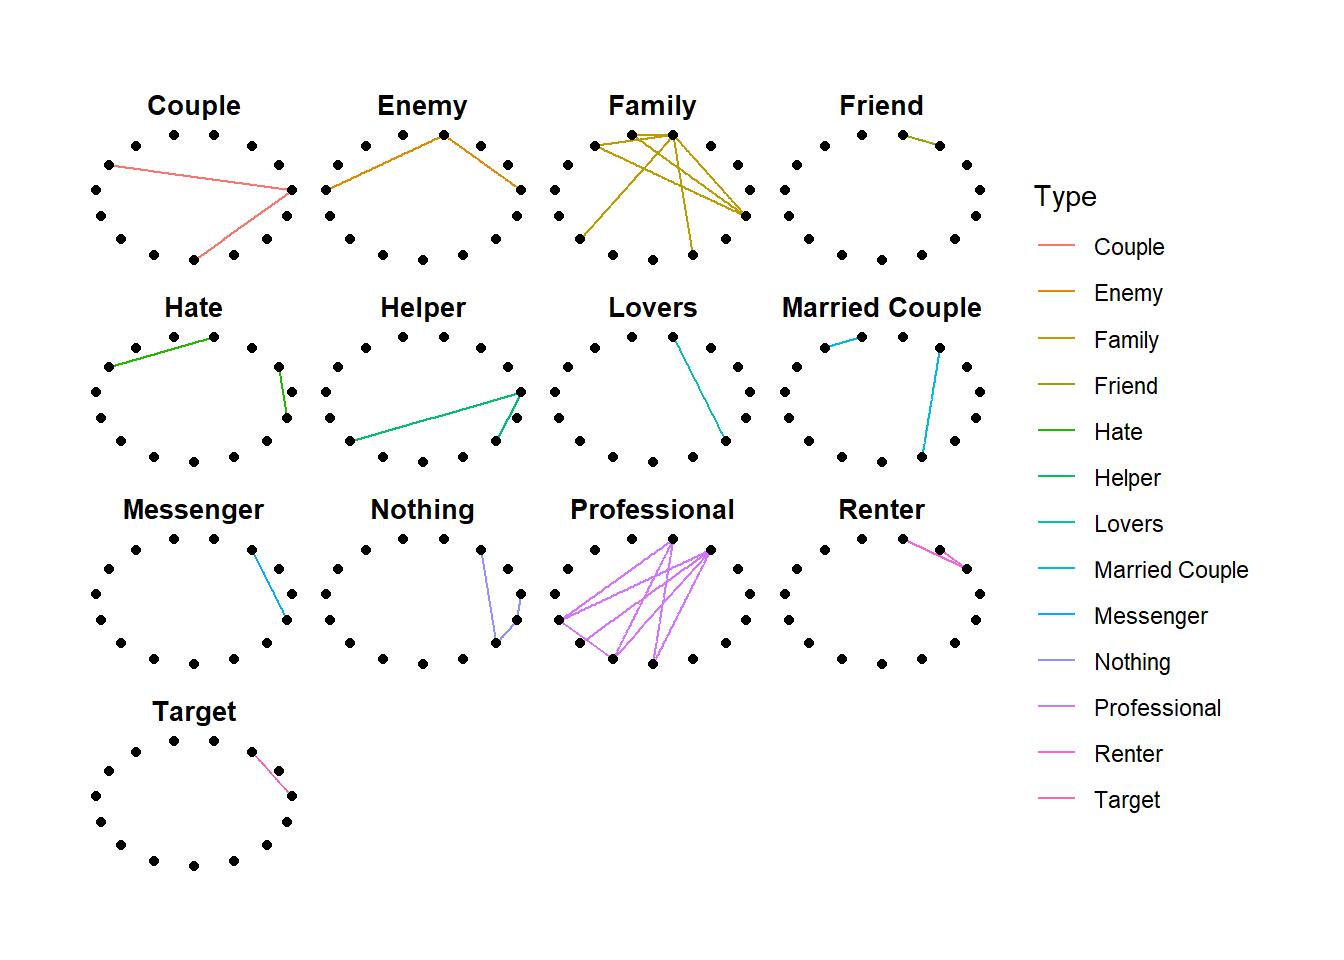 Couple
Enemy
Family
Friend
Hate
Helper
Lovers
Married Couple
Messenger
Nothing
Professional
Renter
Target
Type
Couple
Enemy
Family
Friend
Hate
Helper
Lovers
Married Couple
Messenger
Nothing
Professional
Renter
Target